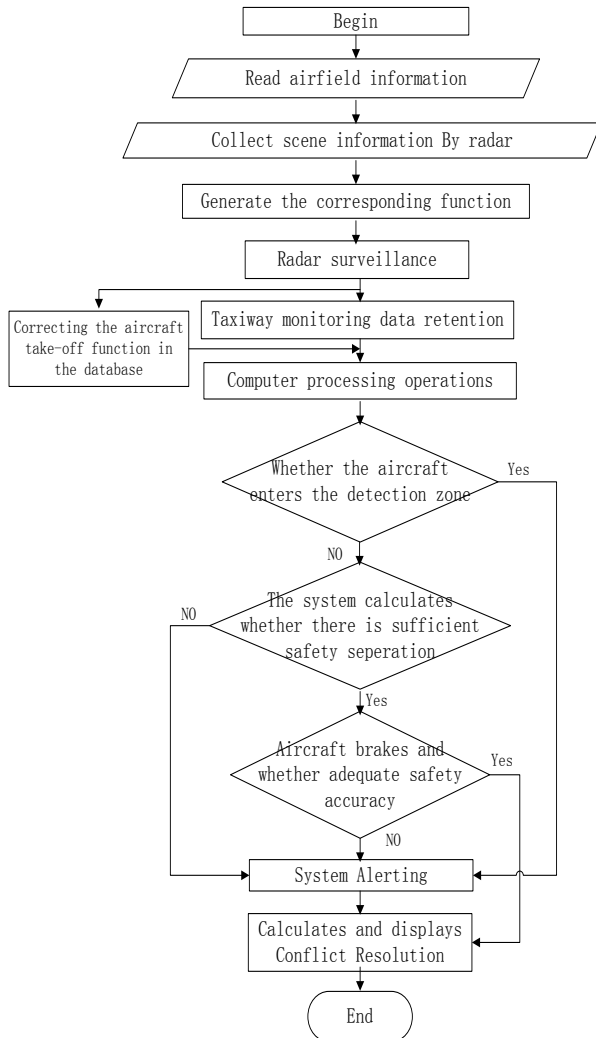 Begin
Read airfield information
Collect scene information By radar
Generate the corresponding function
Radar surveillance
Correcting the aircraft
take-off function in
the database
Taxiway monitoring data retention
Computer processing operations
Whether the aircraft
enters the detection zone
Yes
NO
The system calculates
whether there is sufficient
safety seperation
NO
Yes
Aircraft brakes and
whether adequate safety
accuracy
Yes
NO
System Alerting
Calculates and displays
Conflict Resolution
End